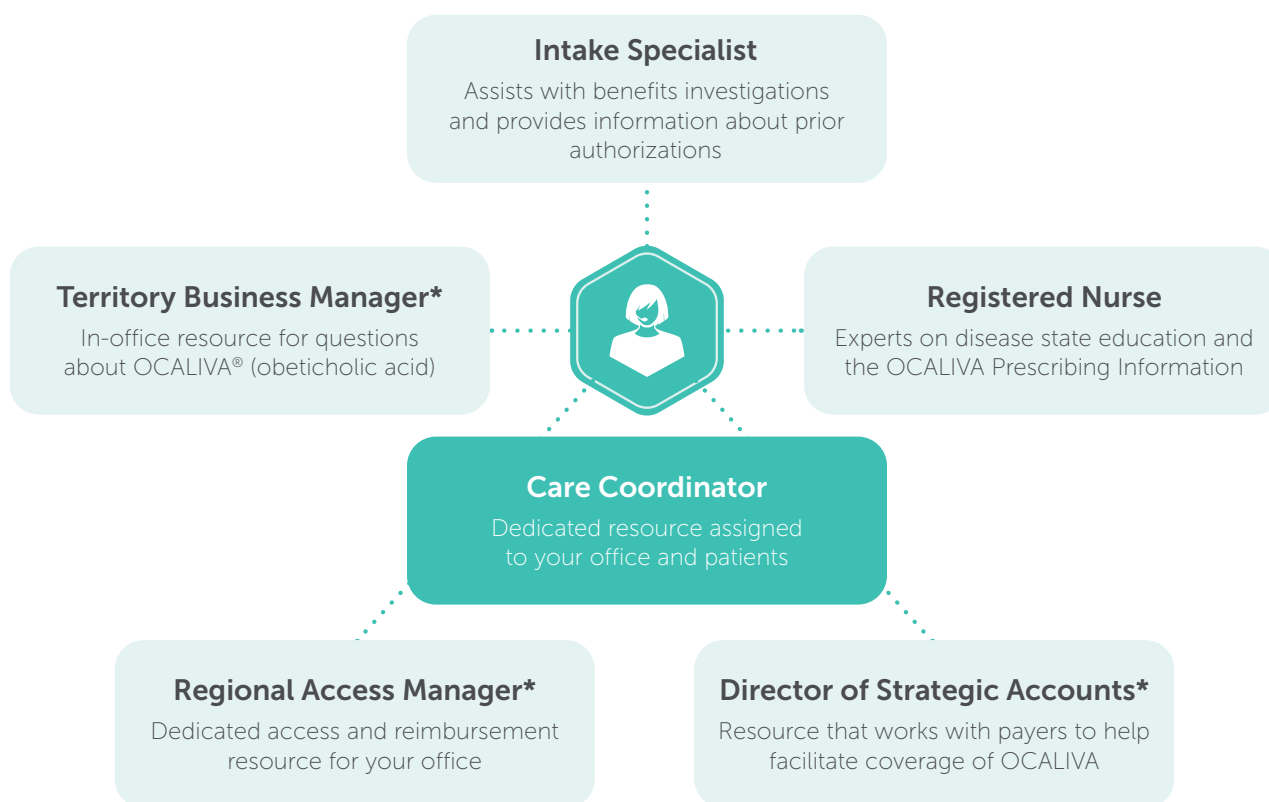 Intake Specialist
Assists with benefits investigations
and provides information about prior
authorizations
Territory Business Manager*
In-office resource for questions
about OCALIVA® (obeticholic acid)
Registered Nurse
Experts on disease state education and
the OCALIVA Prescribing Information
Care Coordinator
Dedicated resource assigned
to your office and patients
Regional Access Manager*
Dedicated access and reimbursement
resource for your office
Director of Strategic Accounts*
Resource that works with payers to help
facilitate coverage of OCALIVA